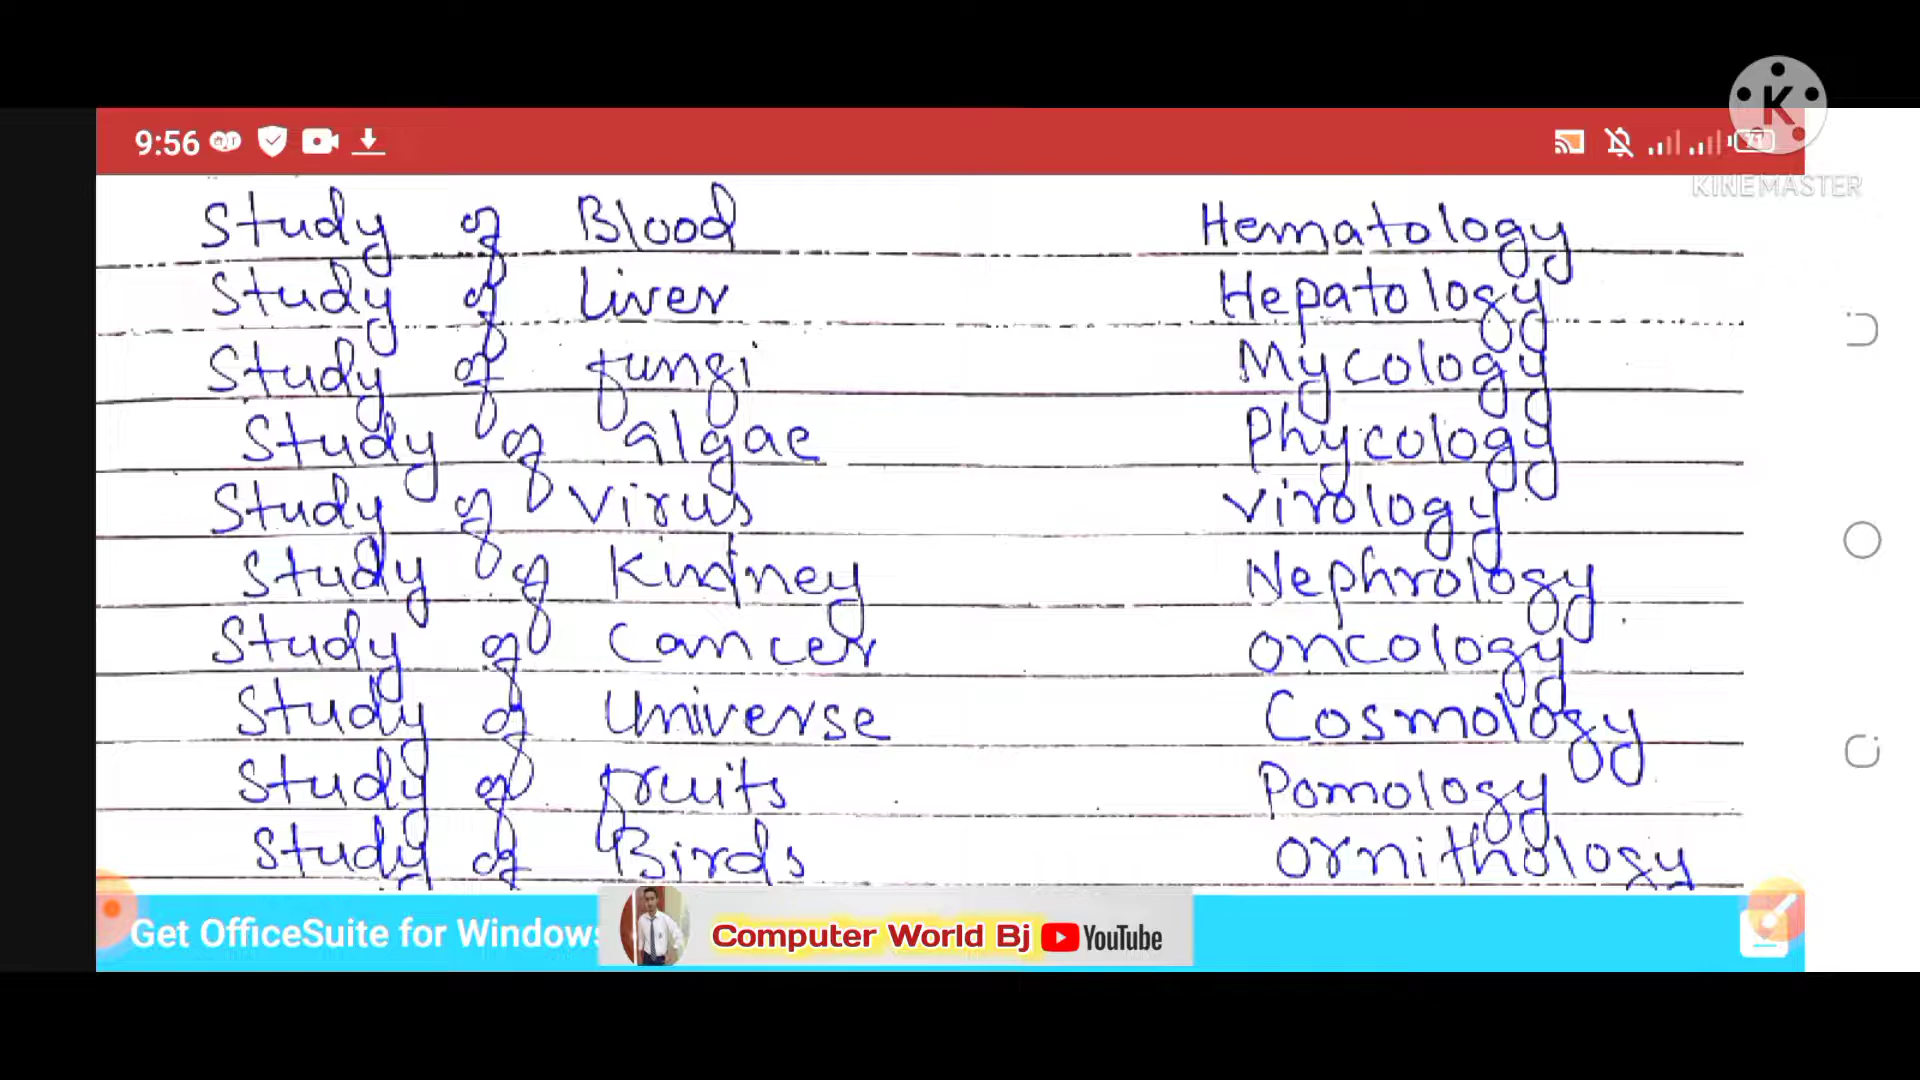 9:56
71
KINEMASTER
Study of Blood Hematology
Study of Liver Hepatology
Study of fungi Mycology
Study of algae Phycology
Study of Virus Virology
Study of Kindney Nephrology
Study of Cancer oncology
Study of Universe Cosmology
Study of fruits Pomology
Study of Birds ornithology
Get OfficeSuite for Windows
Computer World Bj YouTube